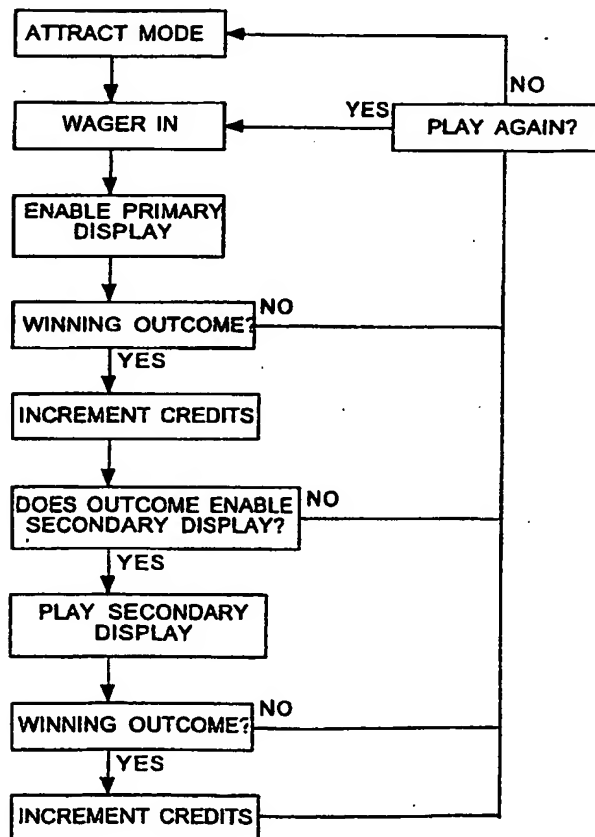 ATTRACT MODE
NO
YES
WAGER IN
PLAY AGAIN?
ENABLE PRIMARY
DISPLAY
NO
WINNING OUTCOME?
YES
INCREMENT CREDITS
DOES OUTCOME ENABLE
SECONDARY DISPLAY?
NO
YES
PLAY SECONDARY
DISPLAY
NO
WINNING OUTCOME?
YES
INCREMENT CREDITS